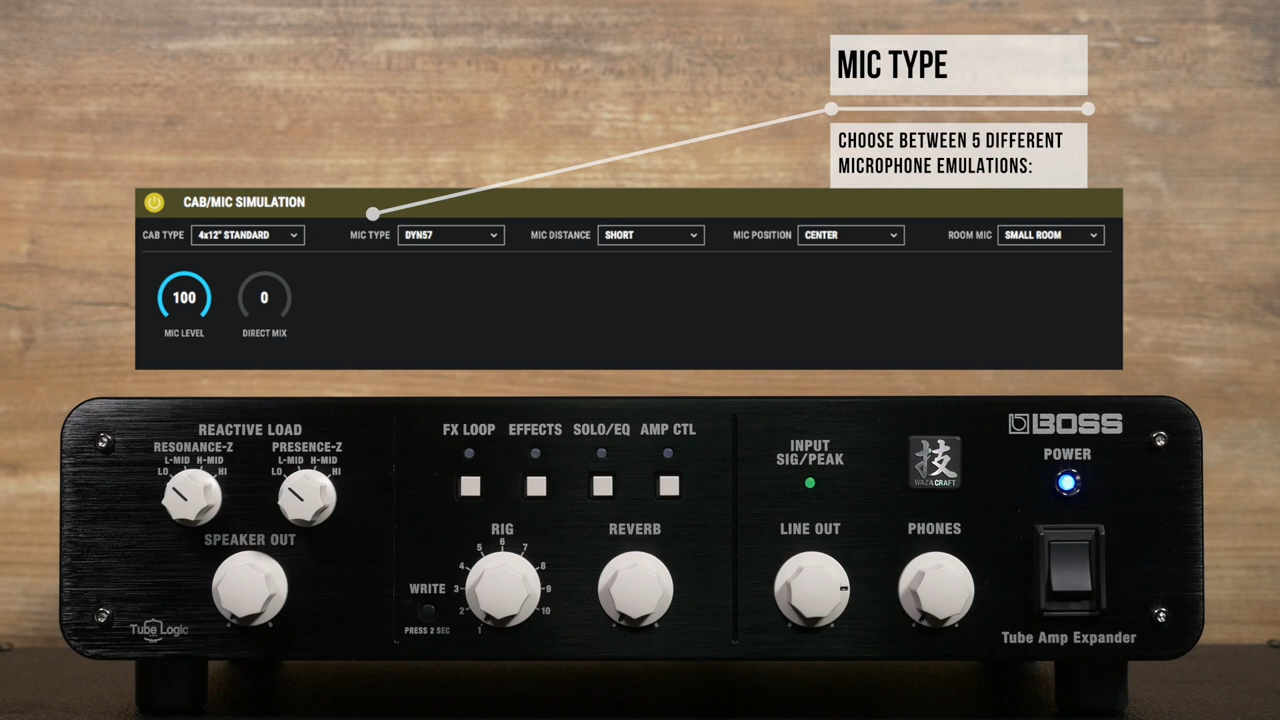 MIC TYPE
CHOOSE BETWEEN 5 DIFFERENT
MICROPHONE EMULATIONS:
CAB/MIC SIMULATION
CAB TYPE 4x12" STANDARD MIC TYPE DYN57 MIC DISTANCE SHORT MIC POSITION CENTER ROOM MIC SMALL ROOM
100 0
MIC LEVEL DIRECT MIX
REACTIVE LOAD
RESONANCE-Z PRESENCE-Z
L-MID H-MID L-MID H-MID
LO HI LO HI
SPEAKER OUT
Tube Logic
FX LOOP EFFECTS SOLO/EQ AMP CTL
RIG REVERB
1 2 3 4 5 6 7 8 9 10
WRITE
PRESS 2 SEC
INPUT
SIG/PEAK
技
WAZA CRAFT
LINE OUT PHONES
BOSS
POWER
Tube Amp Expander